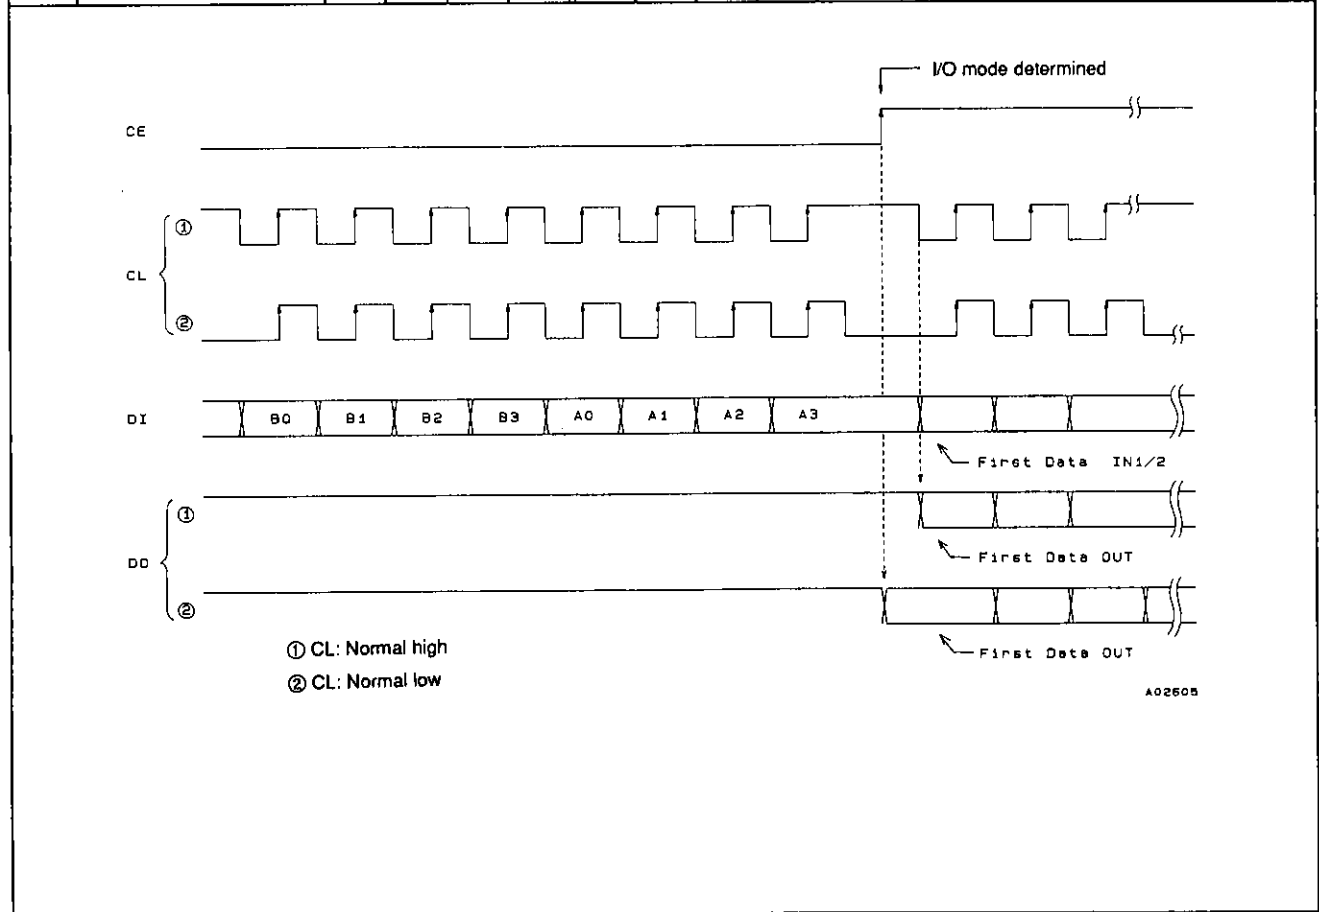 I/O mode determined
CE
①
CL
②
DI B0 B1 B2 B3 A0 A1 A2 A3
First Data IN1/2
①
First Data OUT
DO
②
First Data OUT
① CL: Normal high
② CL: Normal low
A02605